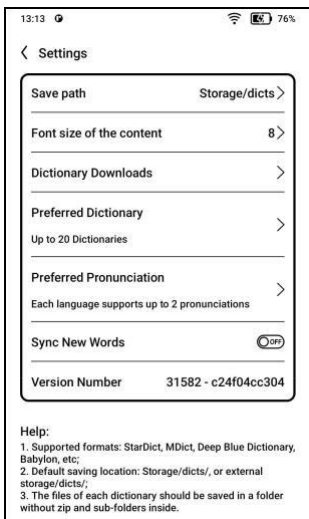 13:13 76%
Settings
Save path Storage/dicts
Font size of the content 8
Dictionary Downloads
Preferred Dictionary
Up to 20 Dictionaries
Preferred Pronunciation
Each language supports up to 2 pronunciations
Sync New Words OFF
Version Number 31582 - c24f04cc304
Help:
1. Supported formats: StarDict, MDict, Deep Blue Dictionary,
Babylon, etc;
2. Default saving location: Storage/dicts/, or external
storage/dicts/;
3. The files of each dictionary should be saved in a folder
without zip and sub-folders inside.